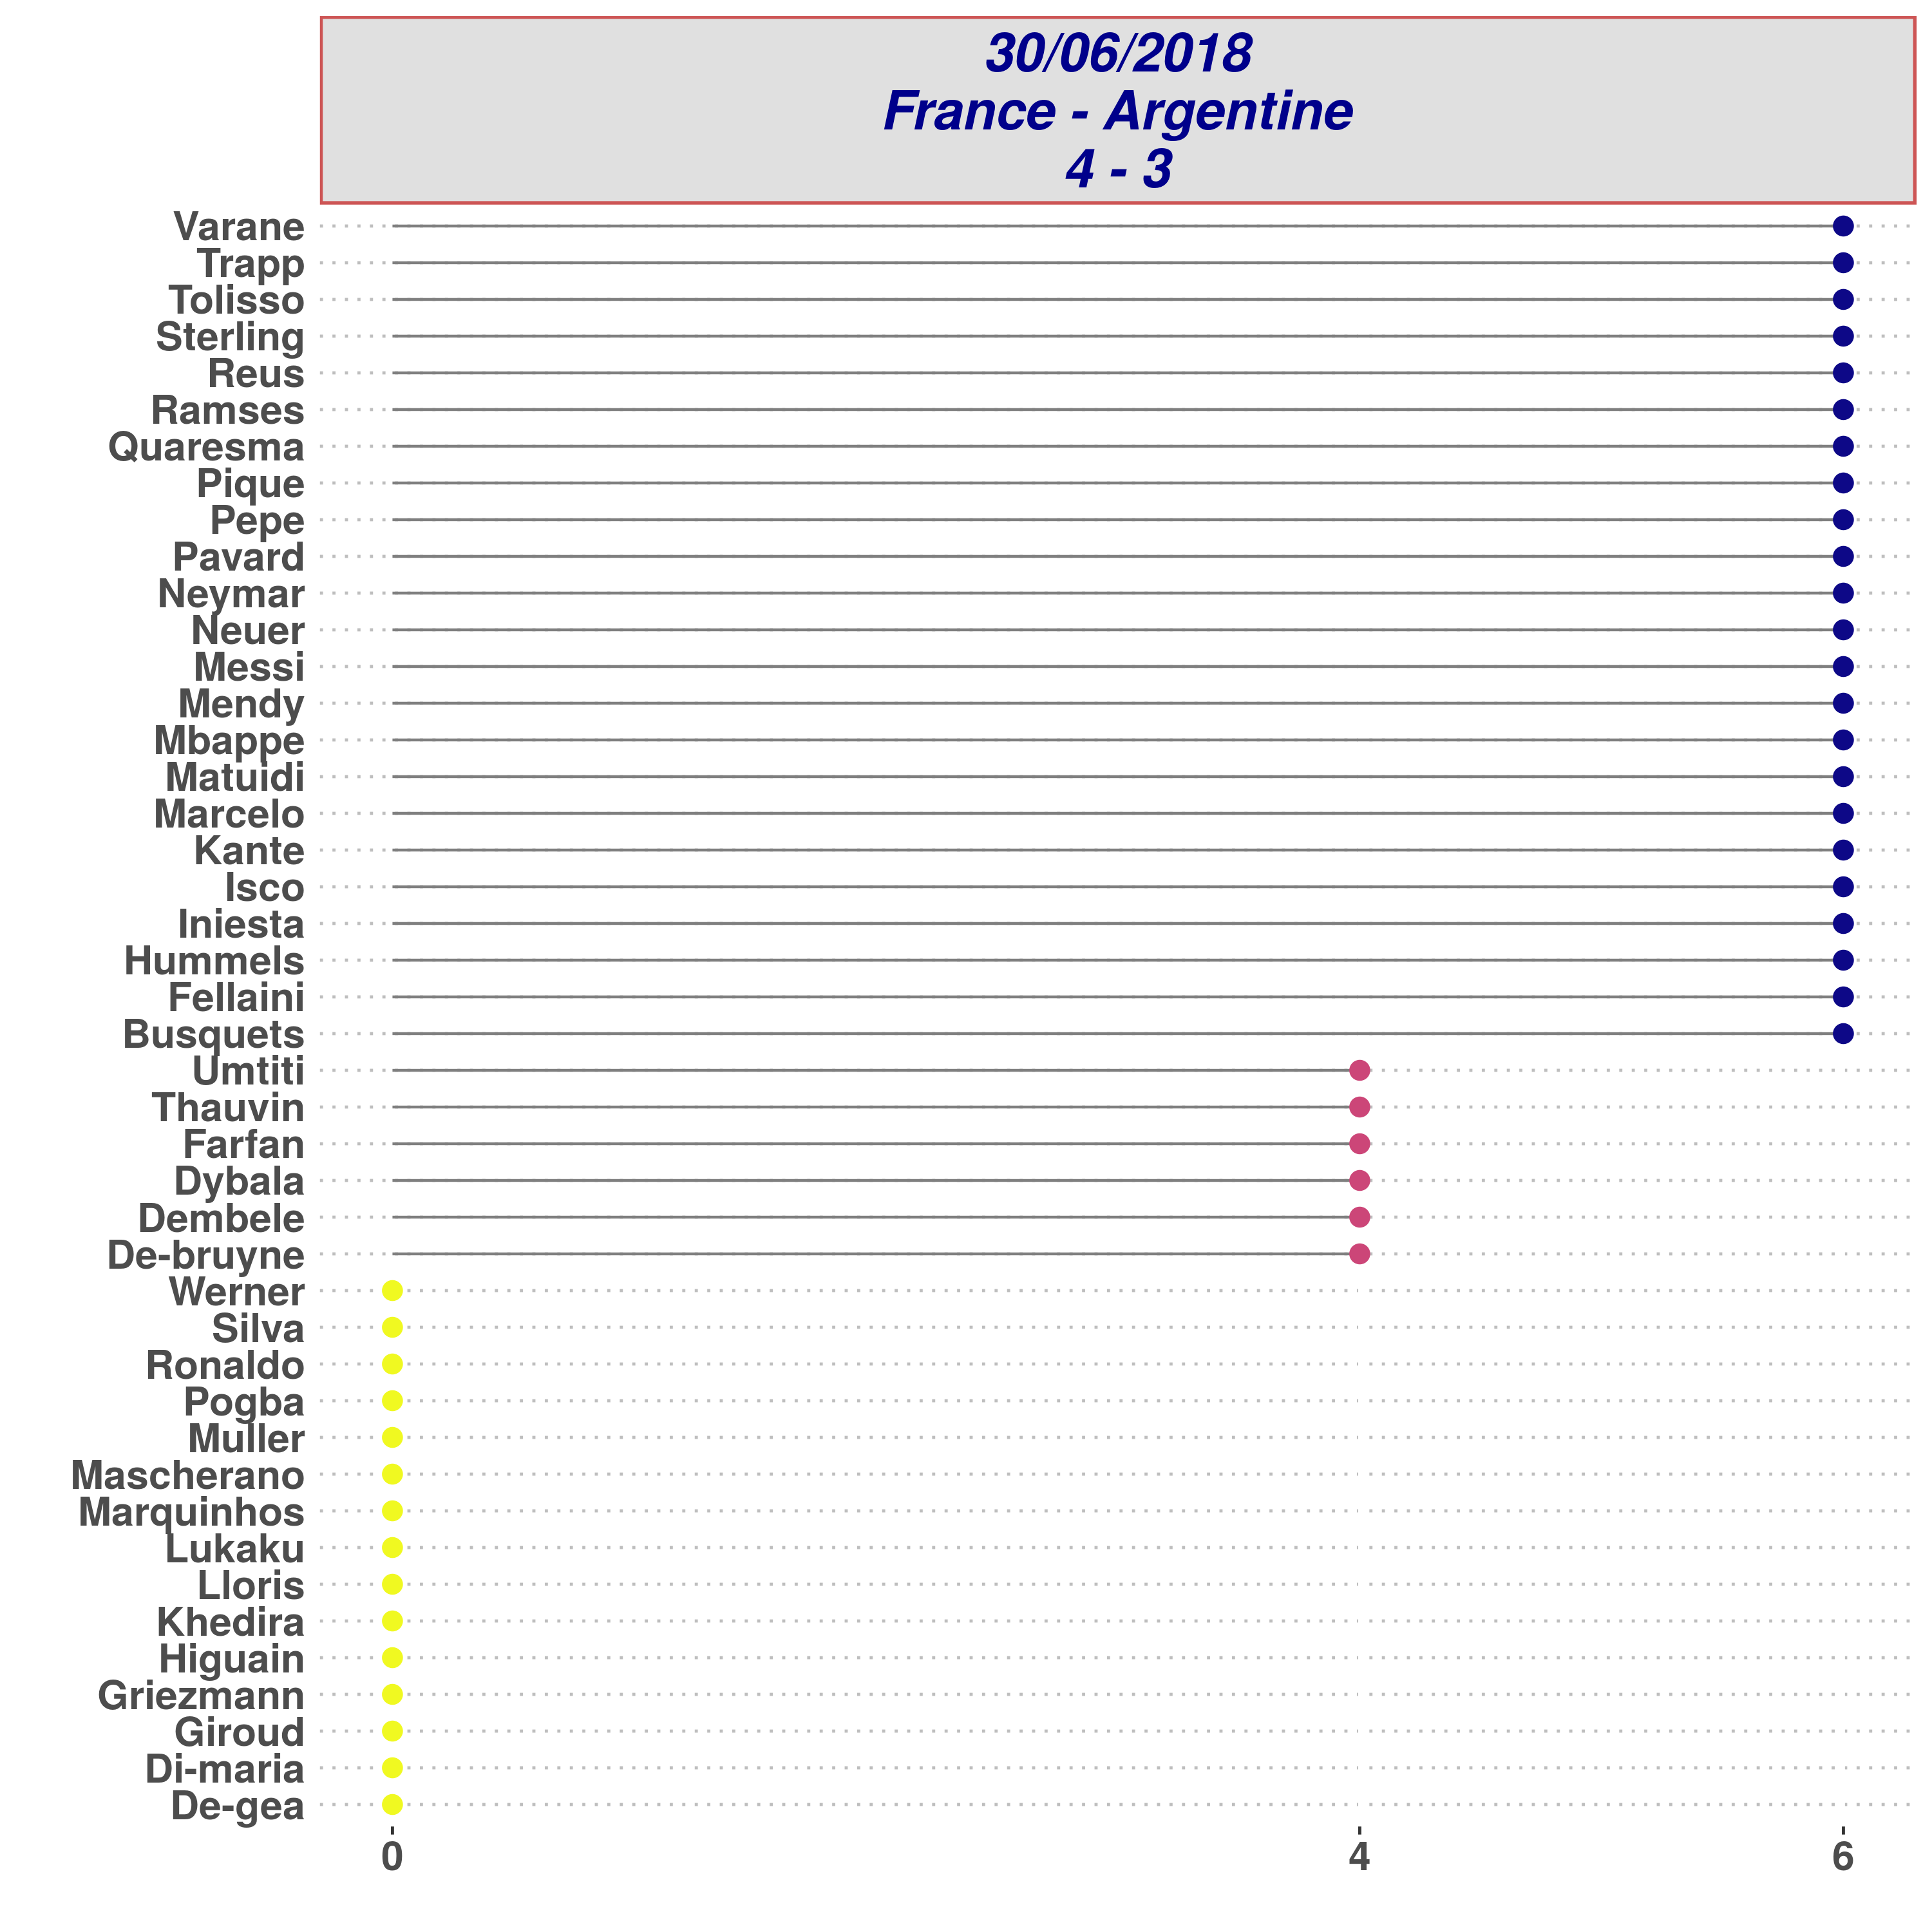 30/06/2018
France - Argentine
4 - 3
Varane
Trapp
Tolisso
Sterling
Reus
Ramses
Quaresma
Pique
Pepe
Pavard
Neymar
Neuer
Messi
Mendy
Mbappe
Matuidi
Marcelo
Kante
Isco
Iniesta
Hummels
Fellaini
Busquets
Umtiti
Thauvin
Farfan
Dybala
Dembele
De-bruyne
Werner
Silva
Ronaldo
Pogba
Muller
Mascherano
Marquinhos
Lukaku
Lloris
Khedira
Higuain
Griezmann
Giroud
Di-maria
De-gea
0 4 6